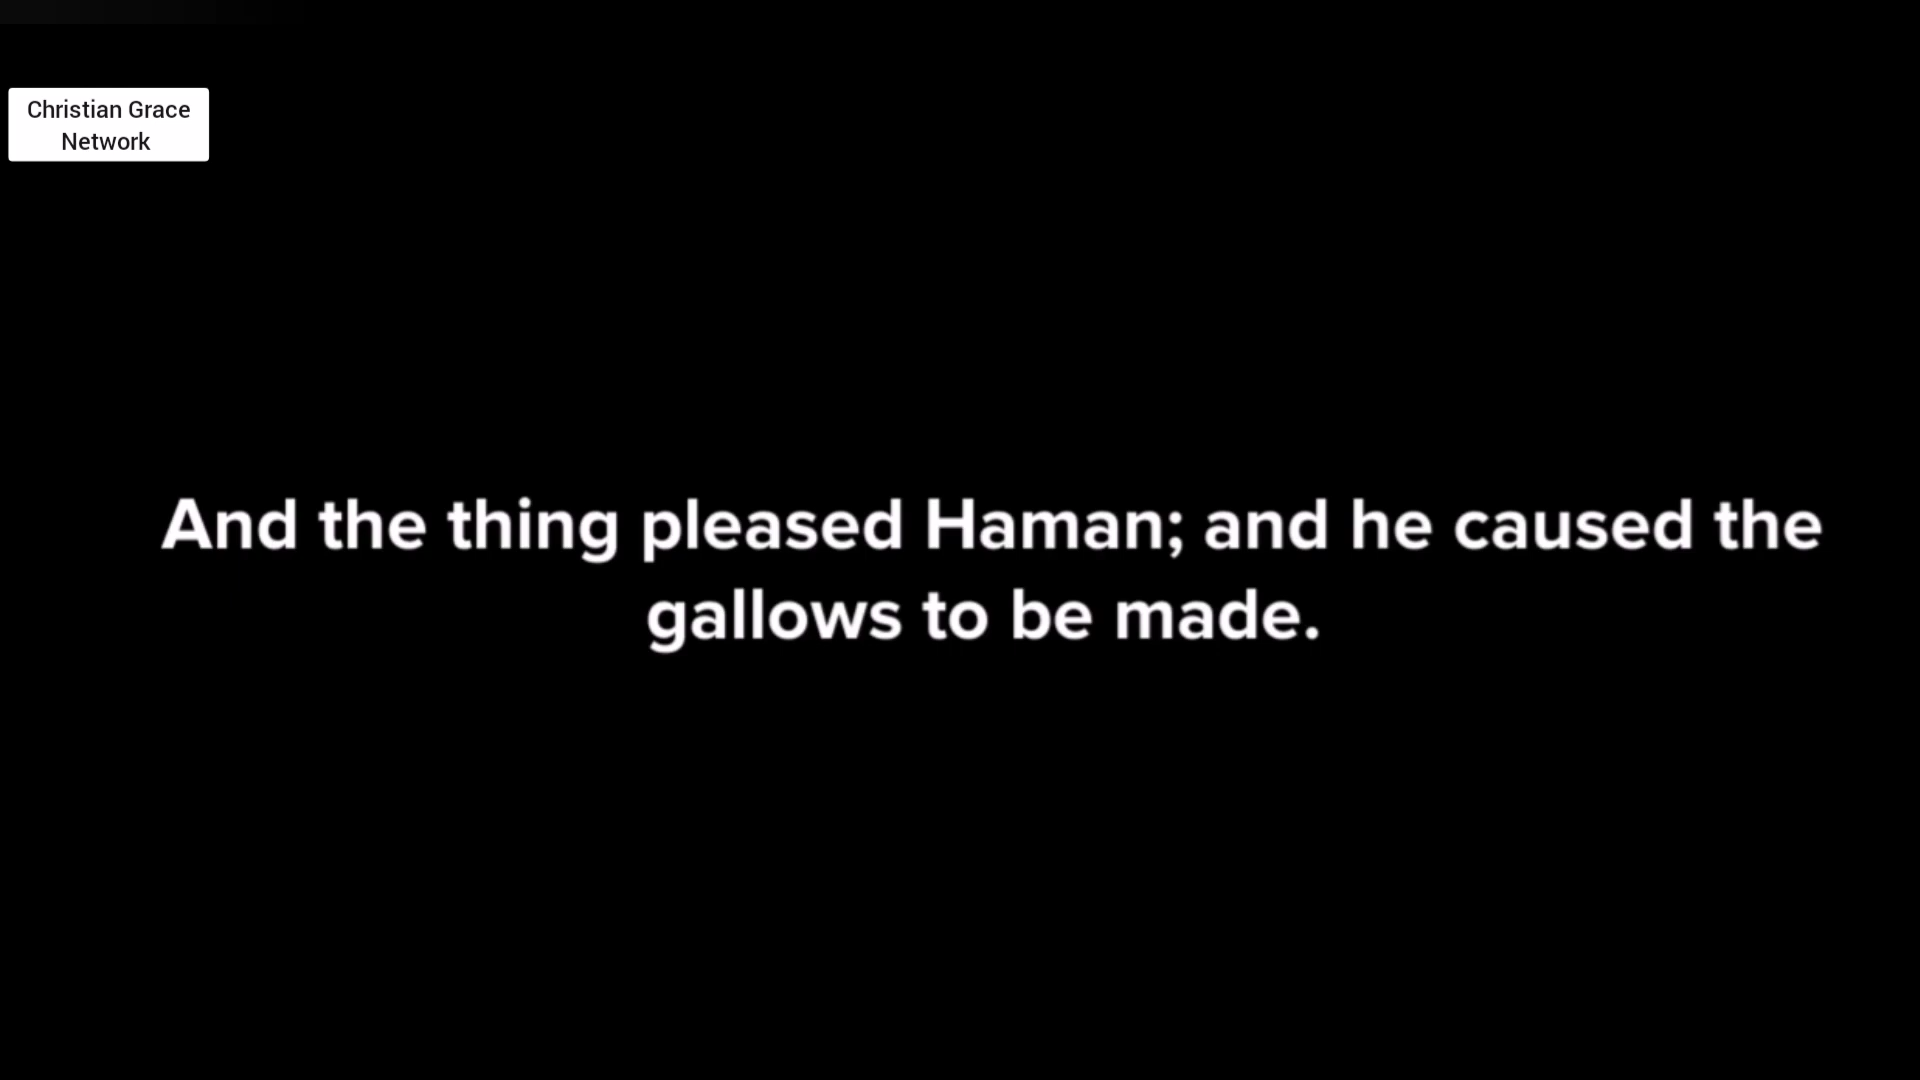 Christian Grace
Network
And the thing pleased Haman; and he caused the
gallows to be made.